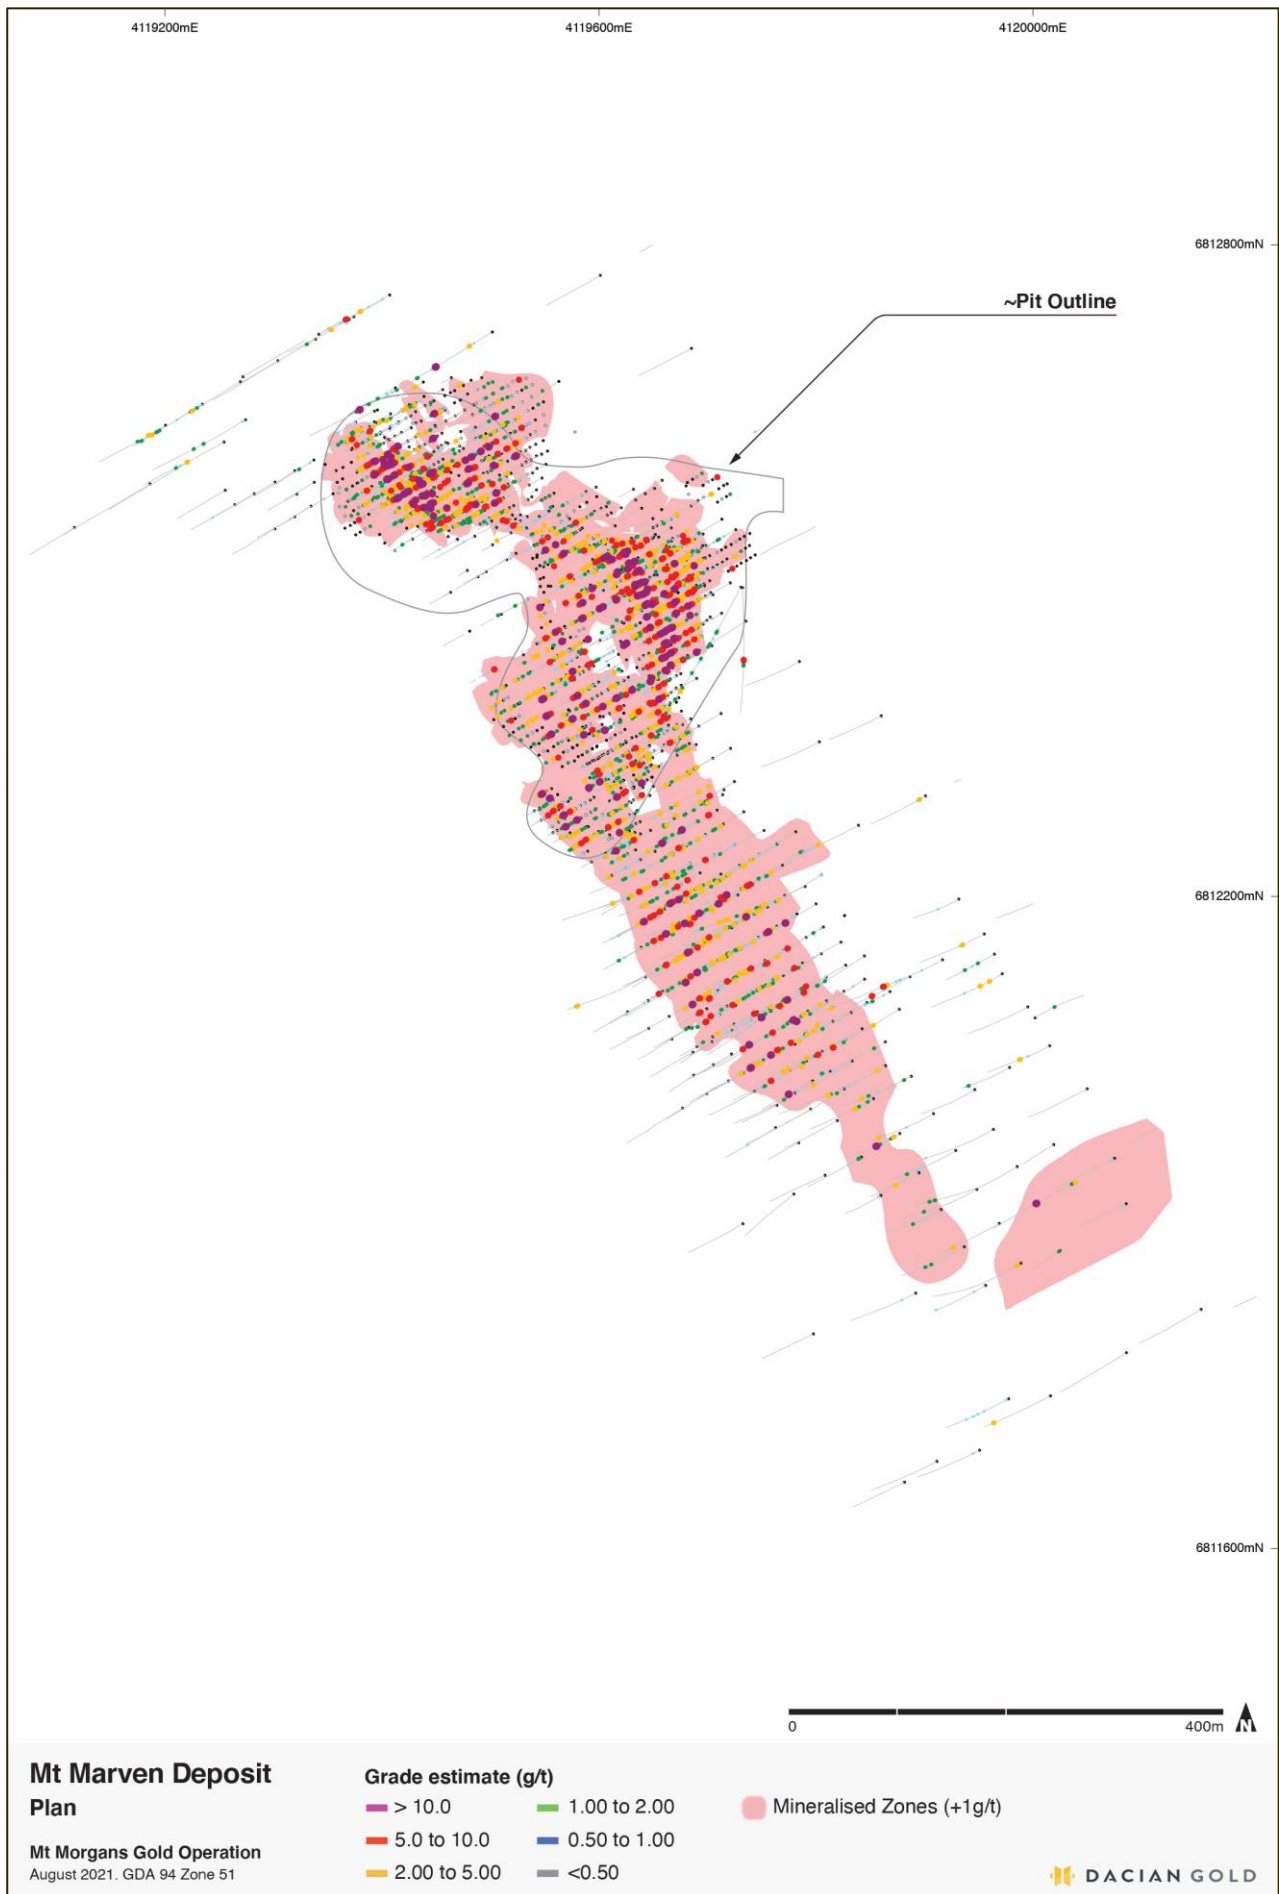 4119200mE
4119600mE
4120000mE
6812800mN
~Pit Outline
6812200mN
6811600mN
0
400m
N
Mt Marven Deposit
Plan
Mt Morgans Gold Operation
August 2021. GDA 94 Zone 51
Grade estimate (g/t)
> 10.0
5.0 to 10.0
2.00 to 5.00
1.00 to 2.00
0.50 to 1.00
<0.50
Mineralised Zones (+1g/t)
DACIAN GOLD